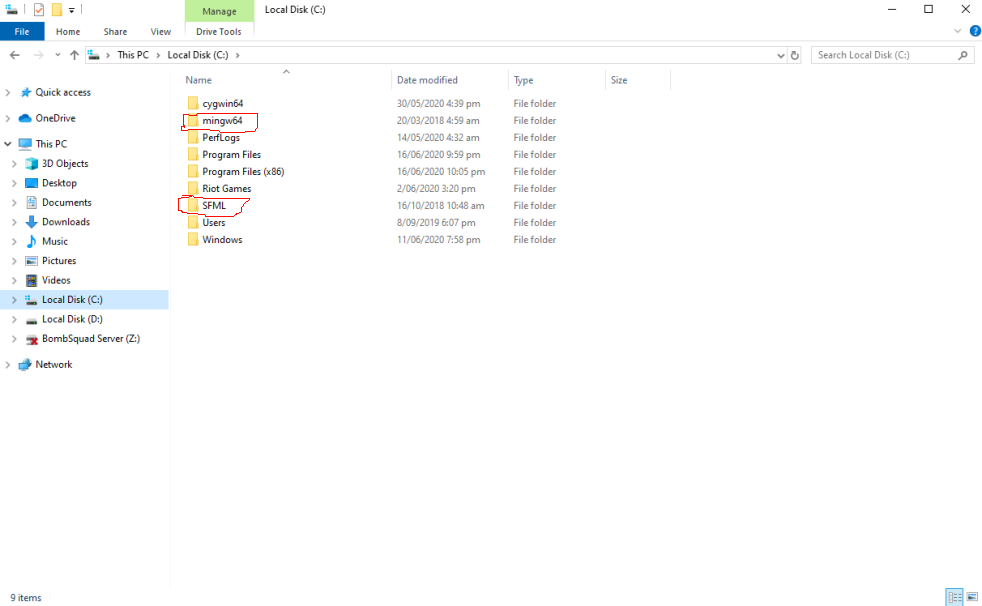 Manage Local Disk (C:)
File Home Share View Drive Tools
This PC Local Disk (C:) Search Local Disk (C:)
Name Date modified Type Size
Quick access
OneDrive
This PC
3D Objects
Desktop
Documents
Downloads
Music
Pictures
Videos
Local Disk (C:)
Local Disk (D:)
BombSquad Server (Z:)
Network
cygwin64 30/05/2020 4:39 pm File folder
mingw64 20/03/2018 4:59 am File folder
PerfLogs 14/05/2020 4:32 am File folder
Program Files 16/06/2020 9:59 pm File folder
Program Files (x86) 16/06/2020 10:05 pm File folder
Riot Games 2/06/2020 3:20 pm File folder
SFML 16/10/2018 10:48 am File folder
Users 8/09/2019 6:07 pm File folder
Windows 11/06/2020 7:58 pm File folder
9 items